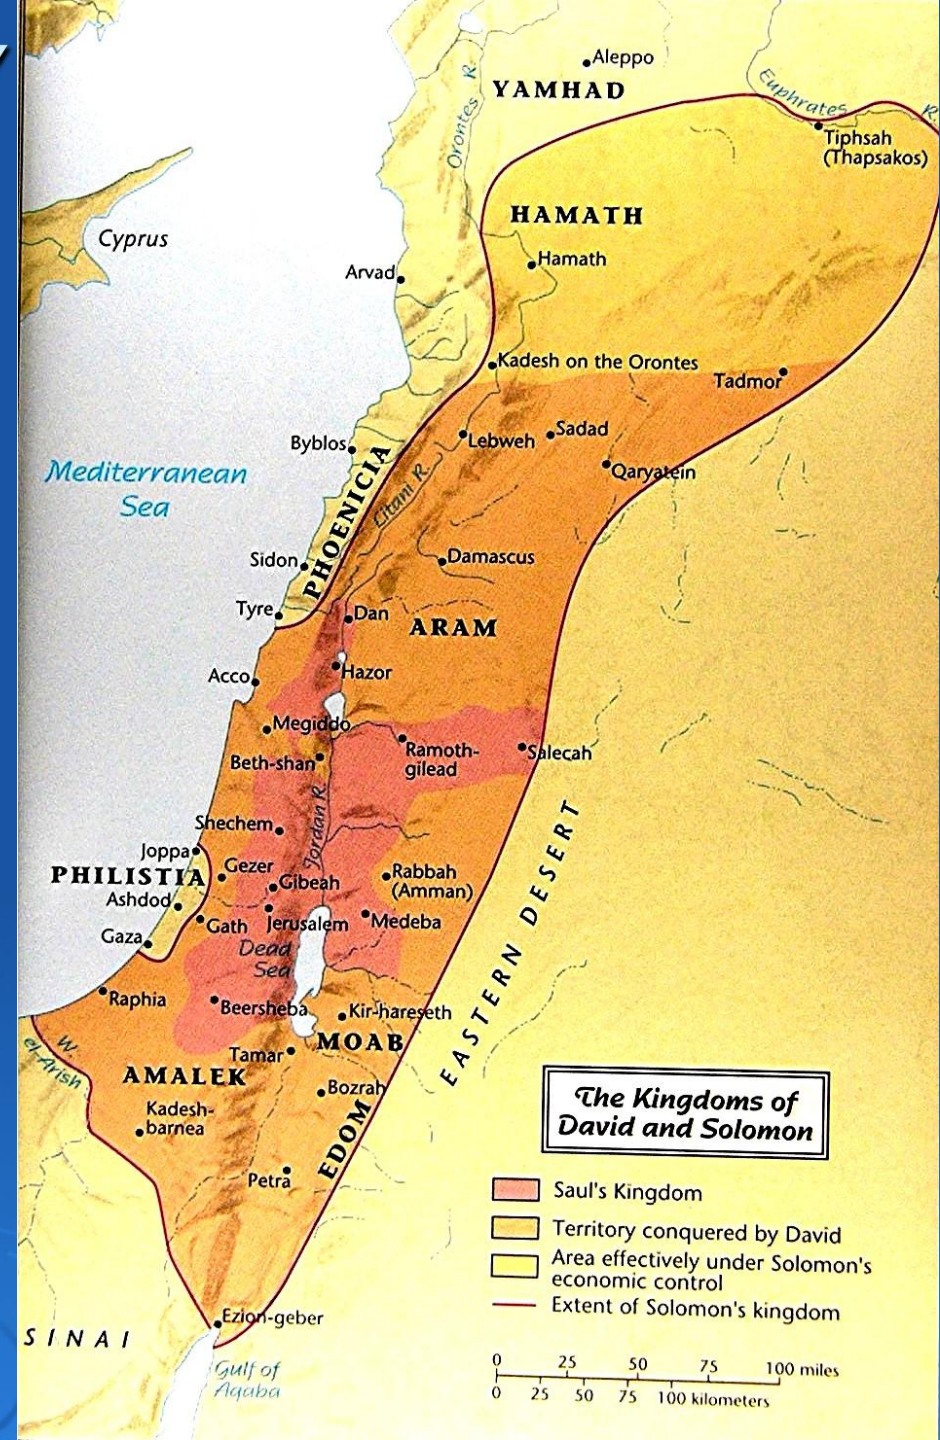 Aleppo
YAMHAD
Orontes R.
Euphrates R.
Tiphsah
(Thapsakos)
HAMATH
Cyprus
Hamath
Arvad
Kadesh on the Orontes
Tadmor
Byblos
Lebweh
Sadad
Mediterranean
Sea
Qaryatein
PHOENICIA
Litani R.
Sidon
Damascus
Tyre
Dan
ARAM
Acco
Hazor
Megiddo
Ramoth-
gilead
Salecah
Beth-shan
Jordan R.
Shechem
Joppa
PHILISTIA
Gezer
Gibeah
Rabbah
(Amman)
Ashdod
Gath
Jerusalem
Medeba
Gaza
Dead
Sea
EASTERN DESERT
Raphia
Beersheba
Kir-hareseth
W.
el-Arish
Tamar
MOAB
AMALEK
Bozrah
Kadesh-
barnea
EDOM
Petra
The Kingdoms of
David and Solomon
Saul's Kingdom
Territory conquered by David
Area effectively under Solomon's
economic control
Extent of Solomon's kingdom
Ezion-geber
SINAI
Gulf of
Aqaba
0 25 50 75 100 miles
0 25 50 75 100 kilometers